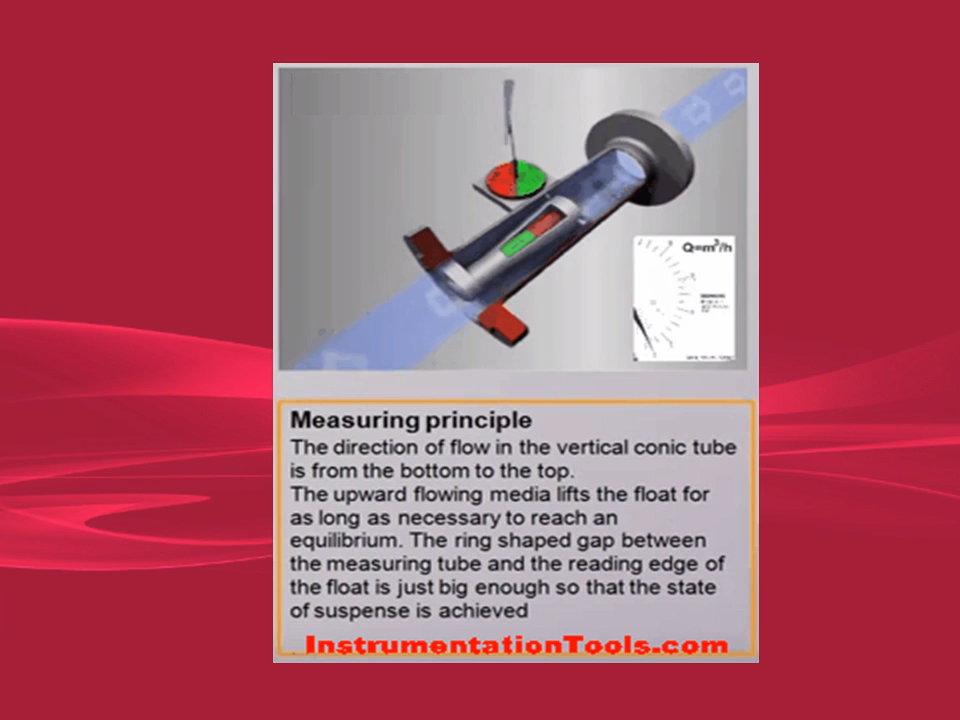 Q=m³/h
Measuring principle
The direction of flow in the vertical conic tube
is from the bottom to the top.
The upward flowing media lifts the float for
as long as necessary to reach an
equilibrium. The ring shaped gap between
the measuring tube and the reading edge of
the float is just big enough so that the state
of suspense is achieved
InstrumentationTools.com